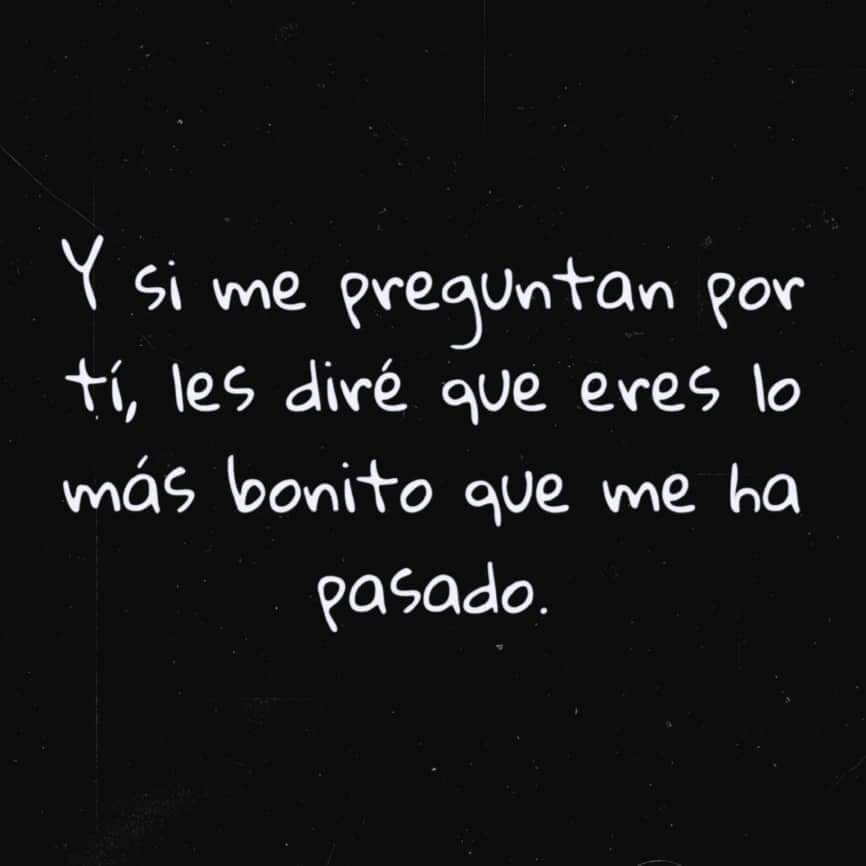 Y si me preguntan por
tí, les diré que eres lo
más bonito que me ha
pasado.